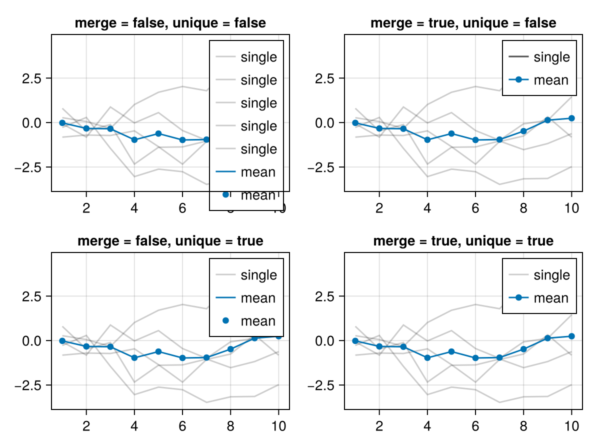 merge = false, unique = false
single
single
single
single
single
mean
mean
2.5
0.0
−2.5
2
4
6
8
10
merge = true, unique = false
single
mean
2.5
0.0
−2.5
2
4
6
8
10
merge = false, unique = true
single
mean
mean
2.5
0.0
−2.5
2
4
6
8
10
merge = true, unique = true
single
mean
2.5
0.0
−2.5
2
4
6
8
10